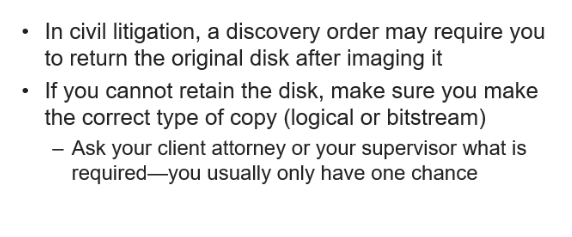 • In civil litigation, a discovery order may require you
to return the original disk after imaging it
• If you cannot retain the disk, make sure you make
the correct type of copy (logical or bitstream)
– Ask your client attorney or your supervisor what is
required—you usually only have one chance